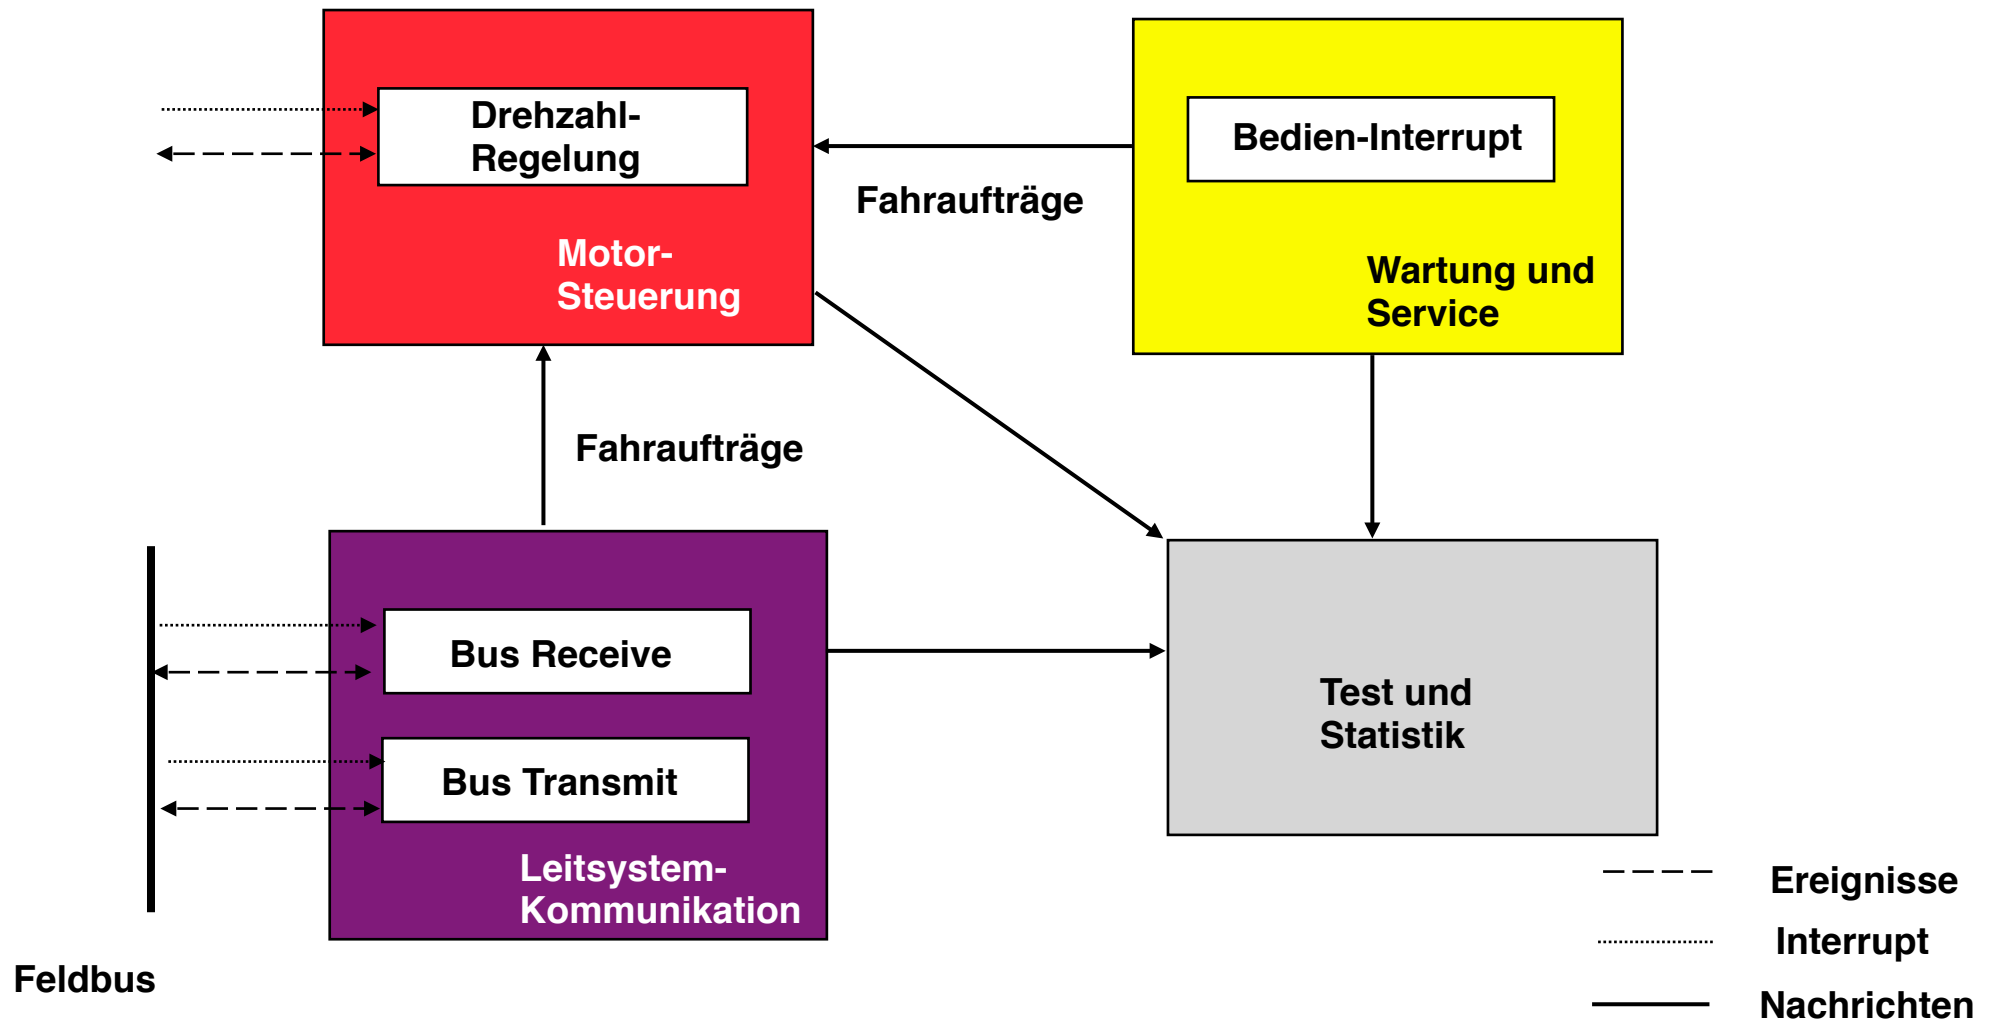 Drehzahl-
Regelung
Motor-
Steuerung
Bedien-Interrupt
Wartung und
Service
Fahraufträge
Fahraufträge
Bus Receive
Bus Transmit
Leitsystem-
Kommunikation
Test und
Statistik
Feldbus
Ereignisse
Interrupt
Nachrichten